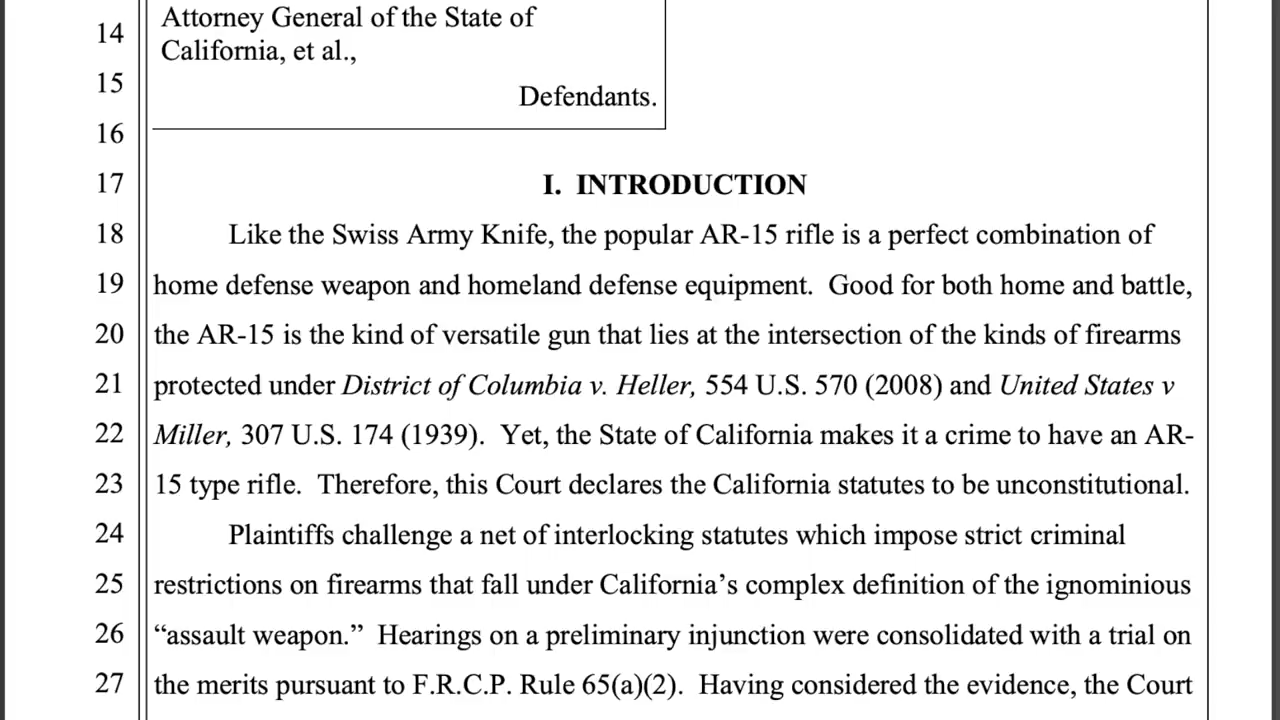 14 Attorney General of the State of
California, et al.,
15
Defendants.
16
17 I. INTRODUCTION
18 Like the Swiss Army Knife, the popular AR-15 rifle is a perfect combination of
19 home defense weapon and homeland defense equipment. Good for both home and battle,
20 the AR-15 is the kind of versatile gun that lies at the intersection of the kinds of firearms
21 protected under District of Columbia v. Heller, 554 U.S. 570 (2008) and United States v
22 Miller, 307 U.S. 174 (1939). Yet, the State of California makes it a crime to have an AR-
23 15 type rifle. Therefore, this Court declares the California statutes to be unconstitutional.
24 Plaintiffs challenge a net of interlocking statutes which impose strict criminal
25 restrictions on firearms that fall under California’s complex definition of the ignominious
26 “assault weapon.” Hearings on a preliminary injunction were consolidated with a trial on
27 the merits pursuant to F.R.C.P. Rule 65(a)(2). Having considered the evidence, the Court